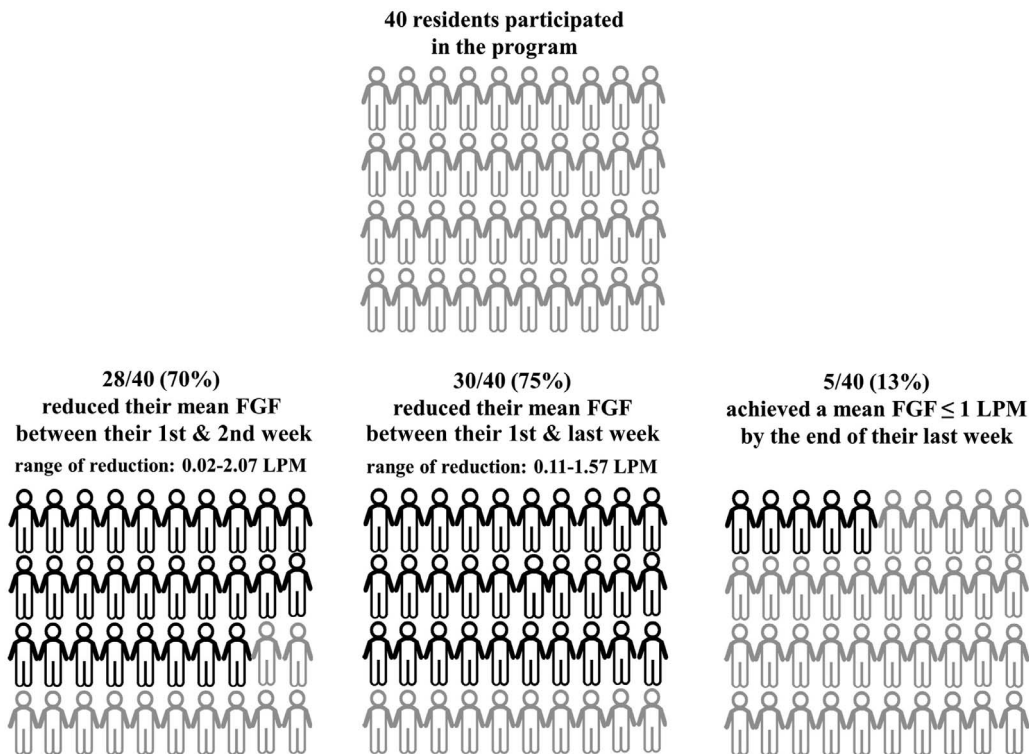 40 residents participated
in the program
28/40 (70%)
reduced their mean FGF
between their 1st & 2nd week
range of reduction: 0.02-2.07 LPM
30/40 (75%)
reduced their mean FGF
between their 1st & last week
range of reduction: 0.11-1.57 LPM
5/40 (13%)
achieved a mean FGF ≤ 1 LPM
by the end of their last week